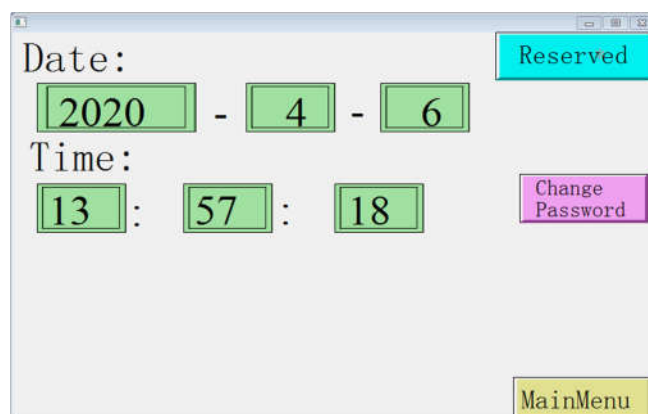 Date:
Reserved
2020 - 4 - 6
Time:
13 : 57 : 18
Change
Password
MainMenu